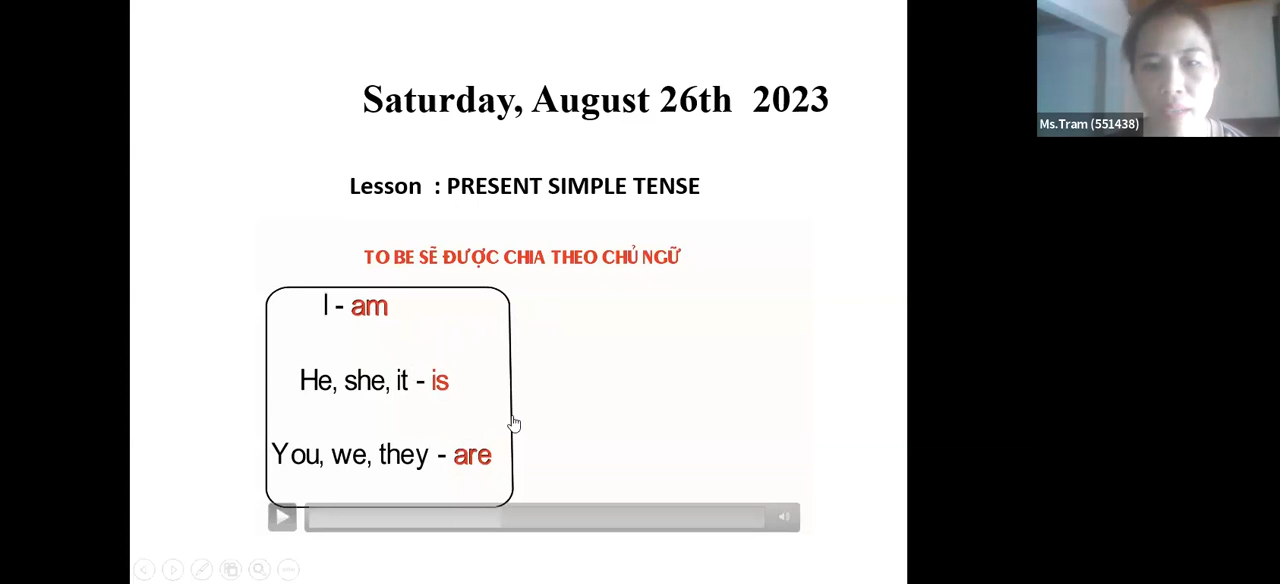 Saturday, August 26th 2023
Ms.Tram (551438)
Lesson : PRESENT SIMPLE TENSE
TO BE SẼ ĐƯỢC CHIA THEO CHỦ NGỮ
I - am
He, she, it - is
You, we, they - are